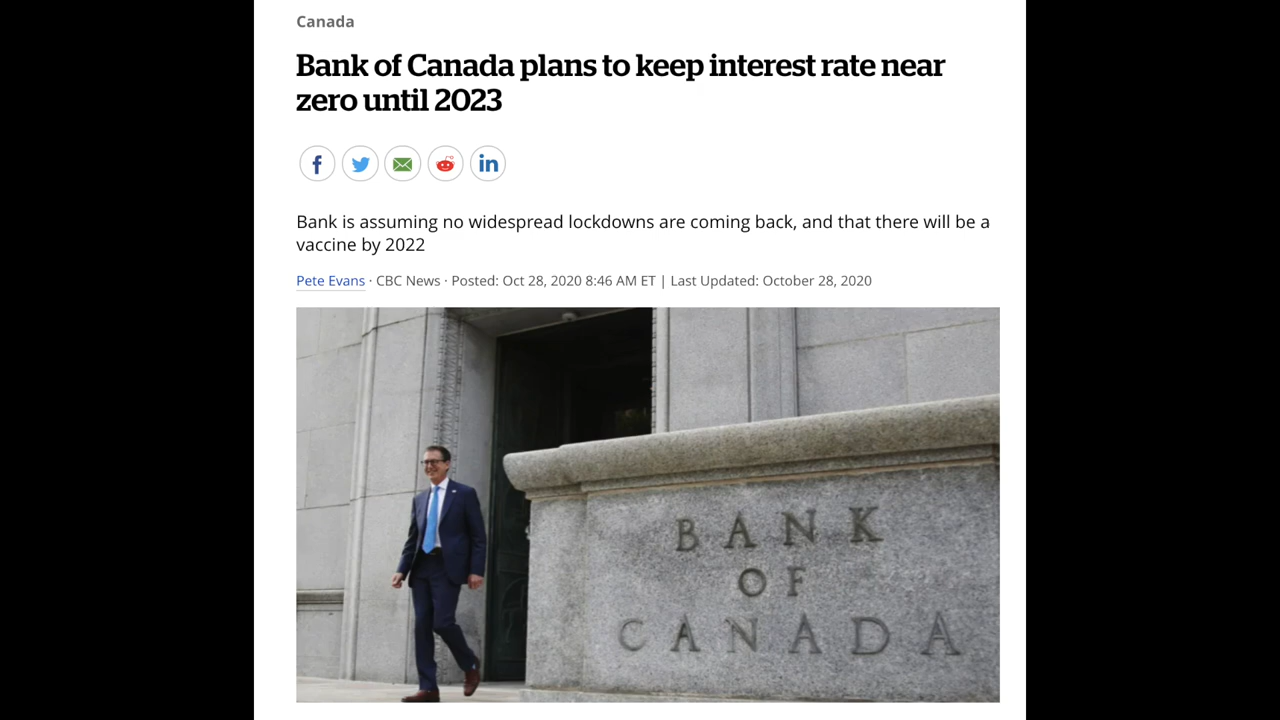 Canada
Bank of Canada plans to keep interest rate near
zero until 2023
Bank is assuming no widespread lockdowns are coming back, and that there will be a
vaccine by 2022
Pete Evans · CBC News · Posted: Oct 28, 2020 8:46 AM ET | Last Updated: October 28, 2020
BANK
OF
CANADA